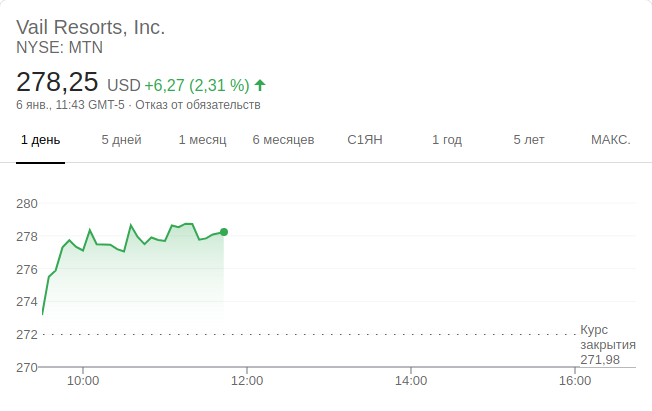 Vail Resorts, Inc.
NYSE: MTN
278,25 USD +6,27 (2,31 %)
6 янв., 11:43 GMT-5 · Отказ от обязательств
1 день 5 дней 1 месяц 6 месяцев С1ЯН 1 год 5 лет МАКС.
280
278
276
274
272
Курс
закрытия
271,98
270
10:00 12:00 14:00 16:00